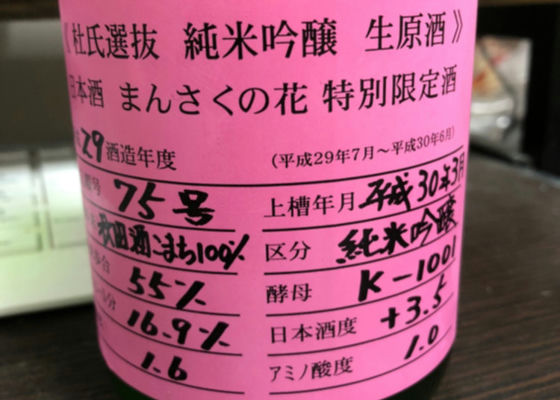 《杜氏選抜 純米吟醸 生原酒》
日本酒 まんさくの花 特別限定酒
29酒造年度 (平成29年7月~平成30年6月)
番号 75号 上槽年月 平成30年3月
秋田酒こまち100% 区分 純米吟醸
歩合 55% 酵母 K-1001
分 16.9% 日本酒度 +3.5
1.6 アミノ酸度 1.0